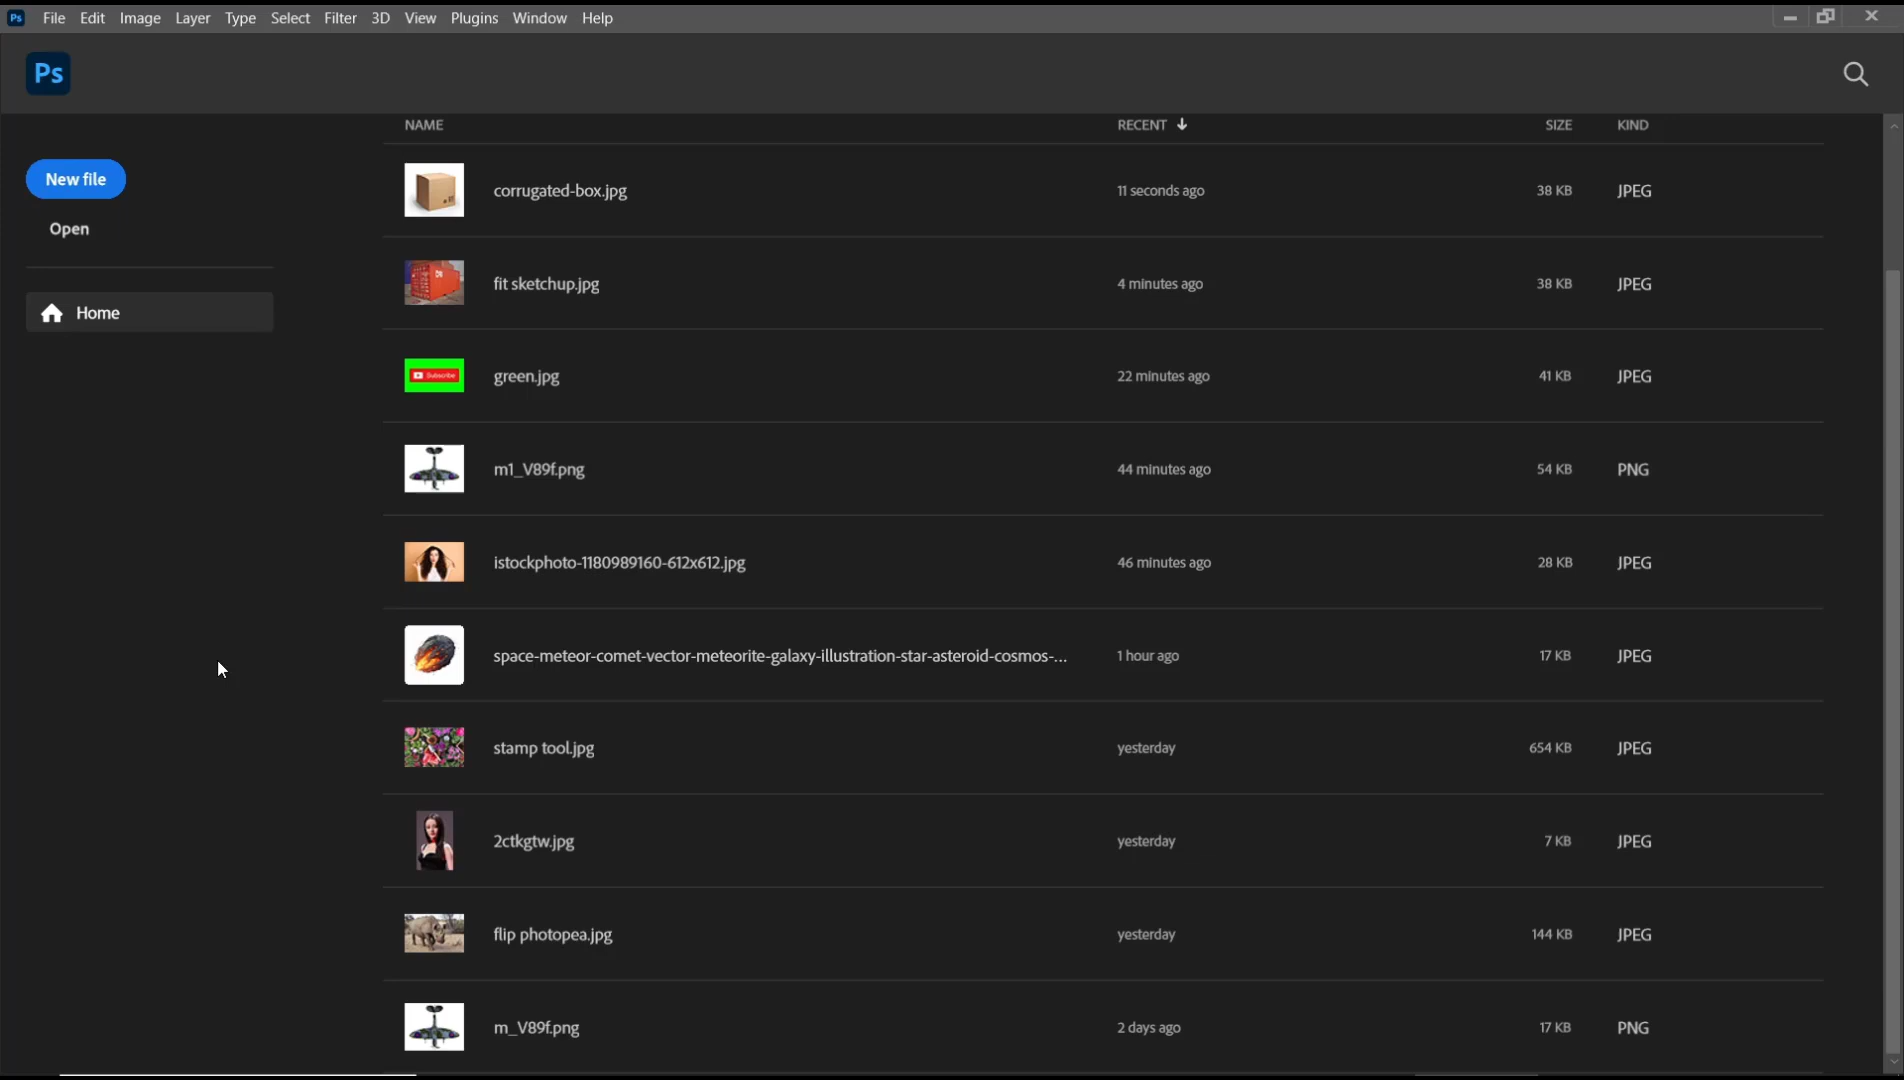 Ps File Edit Image Layer Type Select Filter 3D View Plugins Window Help
Ps
NAME RECENT SIZE KIND
New file
Open
Home
corrugated-box.jpg 11 seconds ago 38 KB JPEG
fit sketchup.jpg 4 minutes ago 38 KB JPEG
Subscribe
green.jpg 22 minutes ago 41 KB JPEG
m1_V89f.png 44 minutes ago 54 KB PNG
istockphoto-1180989160-612x612.jpg 46 minutes ago 28 KB JPEG
space-meteor-comet-vector-meteorite-galaxy-illustration-star-asteroid-cosmos-... 1 hour ago 17 KB JPEG
stamp tool.jpg yesterday 654 KB JPEG
2ctkgtw.jpg yesterday 7 KB JPEG
flip photopea.jpg yesterday 144 KB JPEG
m_V89f.png 2 days ago 17 KB PNG